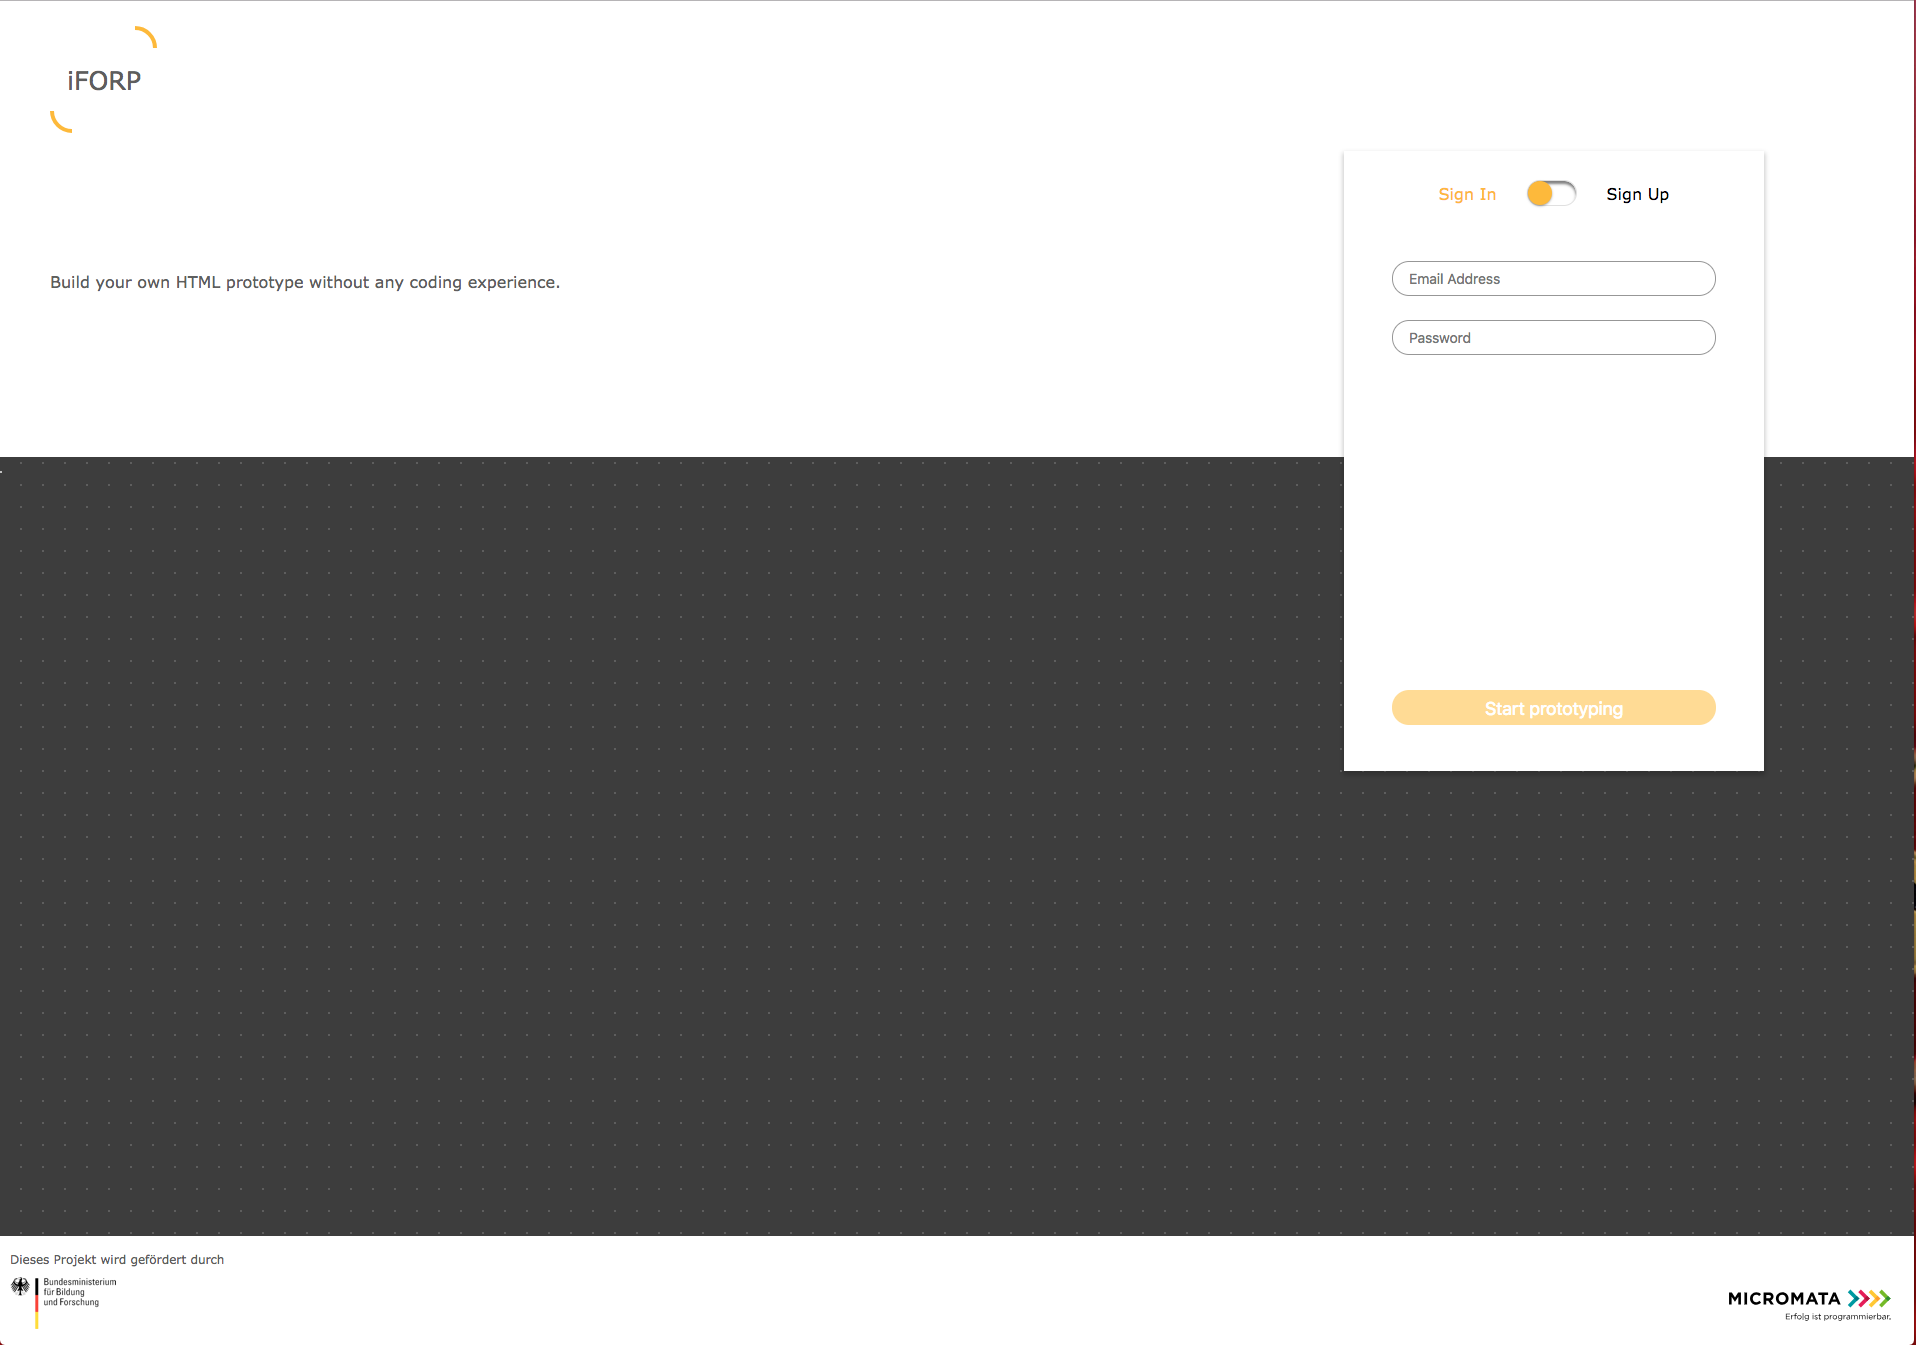 iFORP
Sign In
Sign Up
Build your own HTML prototype without any coding experience.
Email Address
Password
Start prototyping
Dieses Projekt wird gefördert durch
Bundesministerium
für Bildung
und Forschung
MICROMATA
Erfolg ist programmierbar.